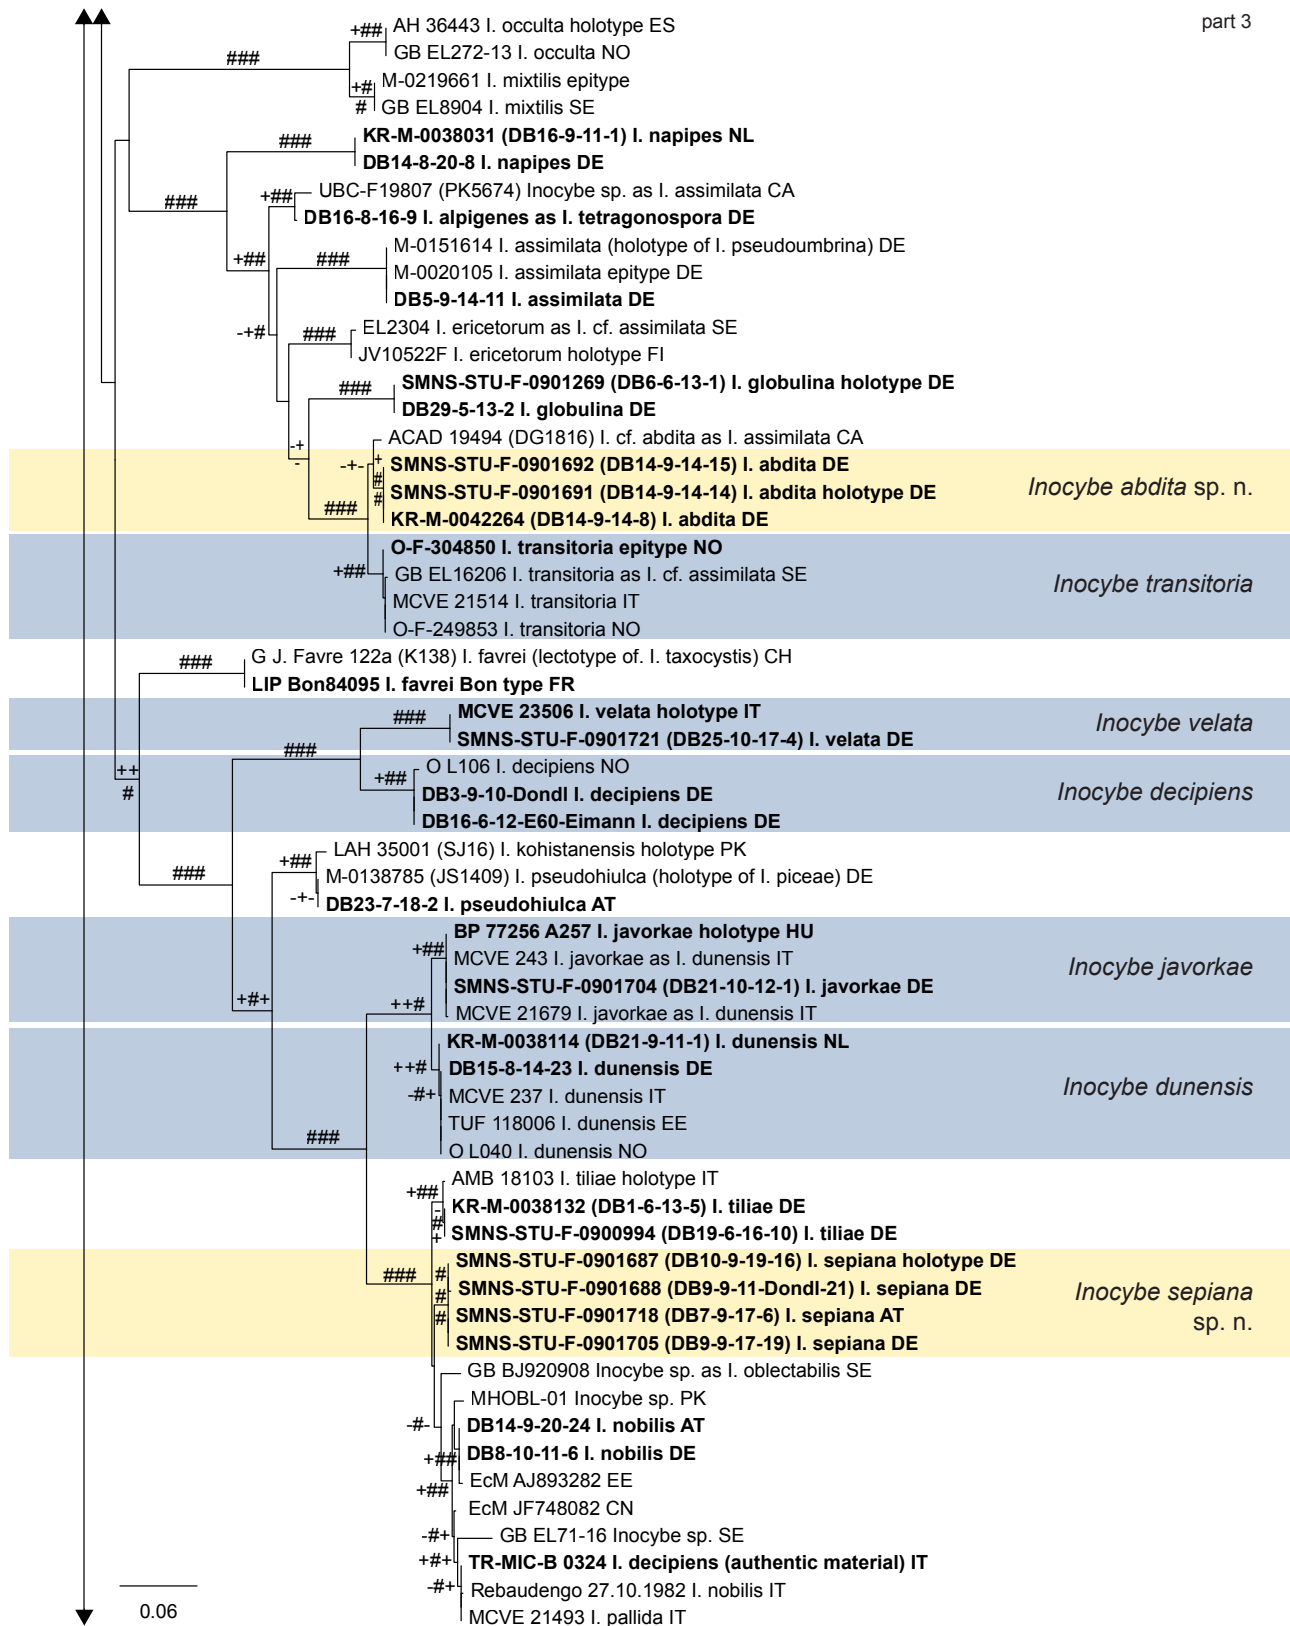 part 3
+## AH 36443 I. occulta holotype ES
GB EL272-13 I. occulta NO
###
M-0219661 I. mixtilis epitype
+#
#
GB EL8904 I. mixtilis SE
KR-M-0038031 (DB16-9-11-1) I. napipes NL
###
DB14-8-20-8 I. napipes DE
UBC-F19807 (PK5674) Inocybe sp. as I. assimilata CA
+##
###
DB16-8-16-9 I. alpigenes as I. tetragonospora DE
M-0151614 I. assimilata (holotype of I. pseudoumbrina) DE
+##
###
M-0020105 I. assimilata epitype DE
DB5-9-14-11 I. assimilata DE
EL2304 I. ericetorum as I. cf. assimilata SE
-+#
###
JV10522F I. ericetorum holotype FI
SMNS-STU-F-0901269 (DB6-6-13-1) I. globulina holotype DE
###
DB29-5-13-2 I. globulina DE
ACAD 19494 (DG1816) I. cf. abdita as I. assimilata CA
-+
-
-+-
+
#
#
SMNS-STU-F-0901692 (DB14-9-14-15) I. abdita DE
SMNS-STU-F-0901691 (DB14-9-14-14) I. abdita holotype DE
Inocybe abdita sp. n.
###
KR-M-0042264 (DB14-9-14-8) I. abdita DE
O-F-304850 I. transitoria epitype NO
+##
GB EL16206 I. transitoria as I. cf. assimilata SE
Inocybe transitoria
MCVE 21514 I. transitoria IT
O-F-249853 I. transitoria NO
G J. Favre 122a (K138) I. favrei (lectotype of. I. taxocystis) CH
###
LIP Bon84095 I. favrei Bon type FR
MCVE 23506 I. velata holotype IT
###
Inocybe velata
SMNS-STU-F-0901721 (DB25-10-17-4) I. velata DE
###
++
#
O L106 I. decipiens NO
+##
DB3-9-10-Dondl I. decipiens DE
Inocybe decipiens
DB16-6-12-E60-Eimann I. decipiens DE
LAH 35001 (SJ16) I. kohistanensis holotype PK
+##
###
M-0138785 (JS1409) I. pseudohiulca (holotype of I. piceae) DE
-+-
DB23-7-18-2 I. pseudohiulca AT
BP 77256 A257 I. javorkae holotype HU
+##
MCVE 243 I. javorkae as I. dunensis IT
Inocybe javorkae
SMNS-STU-F-0901704 (DB21-10-12-1) I. javorkae DE
+#+
++#
MCVE 21679 I. javorkae as I. dunensis IT
KR-M-0038114 (DB21-9-11-1) I. dunensis NL
++#
DB15-8-14-23 I. dunensis DE
Inocybe dunensis
-#+
MCVE 237 I. dunensis IT
TUF 118006 I. dunensis EE
###
O L040 I. dunensis NO
AMB 18103 I. tiliae holotype IT
+##
KR-M-0038132 (DB1-6-13-5) I. tiliae DE
-
#
+
SMNS-STU-F-0900994 (DB19-6-16-10) I. tiliae DE
SMNS-STU-F-0901687 (DB10-9-19-16) I. sepiana holotype DE
###
#
#
#
SMNS-STU-F-0901688 (DB9-9-11-Dondl-21) I. sepiana DE
Inocybe sepiana
sp. n.
SMNS-STU-F-0901718 (DB7-9-17-6) I. sepiana AT
SMNS-STU-F-0901705 (DB9-9-17-19) I. sepiana DE
GB BJ920908 Inocybe sp. as I. oblectabilis SE
MHOBL-01 Inocybe sp. PK
-#-
DB14-9-20-24 I. nobilis AT
DB8-10-11-6 I. nobilis DE
+##
EcM AJ893282 EE
+##
EcM JF748082 CN
-#+
GB EL71-16 Inocybe sp. SE
+#+
TR-MIC-B 0324 I. decipiens (authentic material) IT
-#+
Rebaudengo 27.10.1982 I. nobilis IT
MCVE 21493 I. pallida IT
0.06